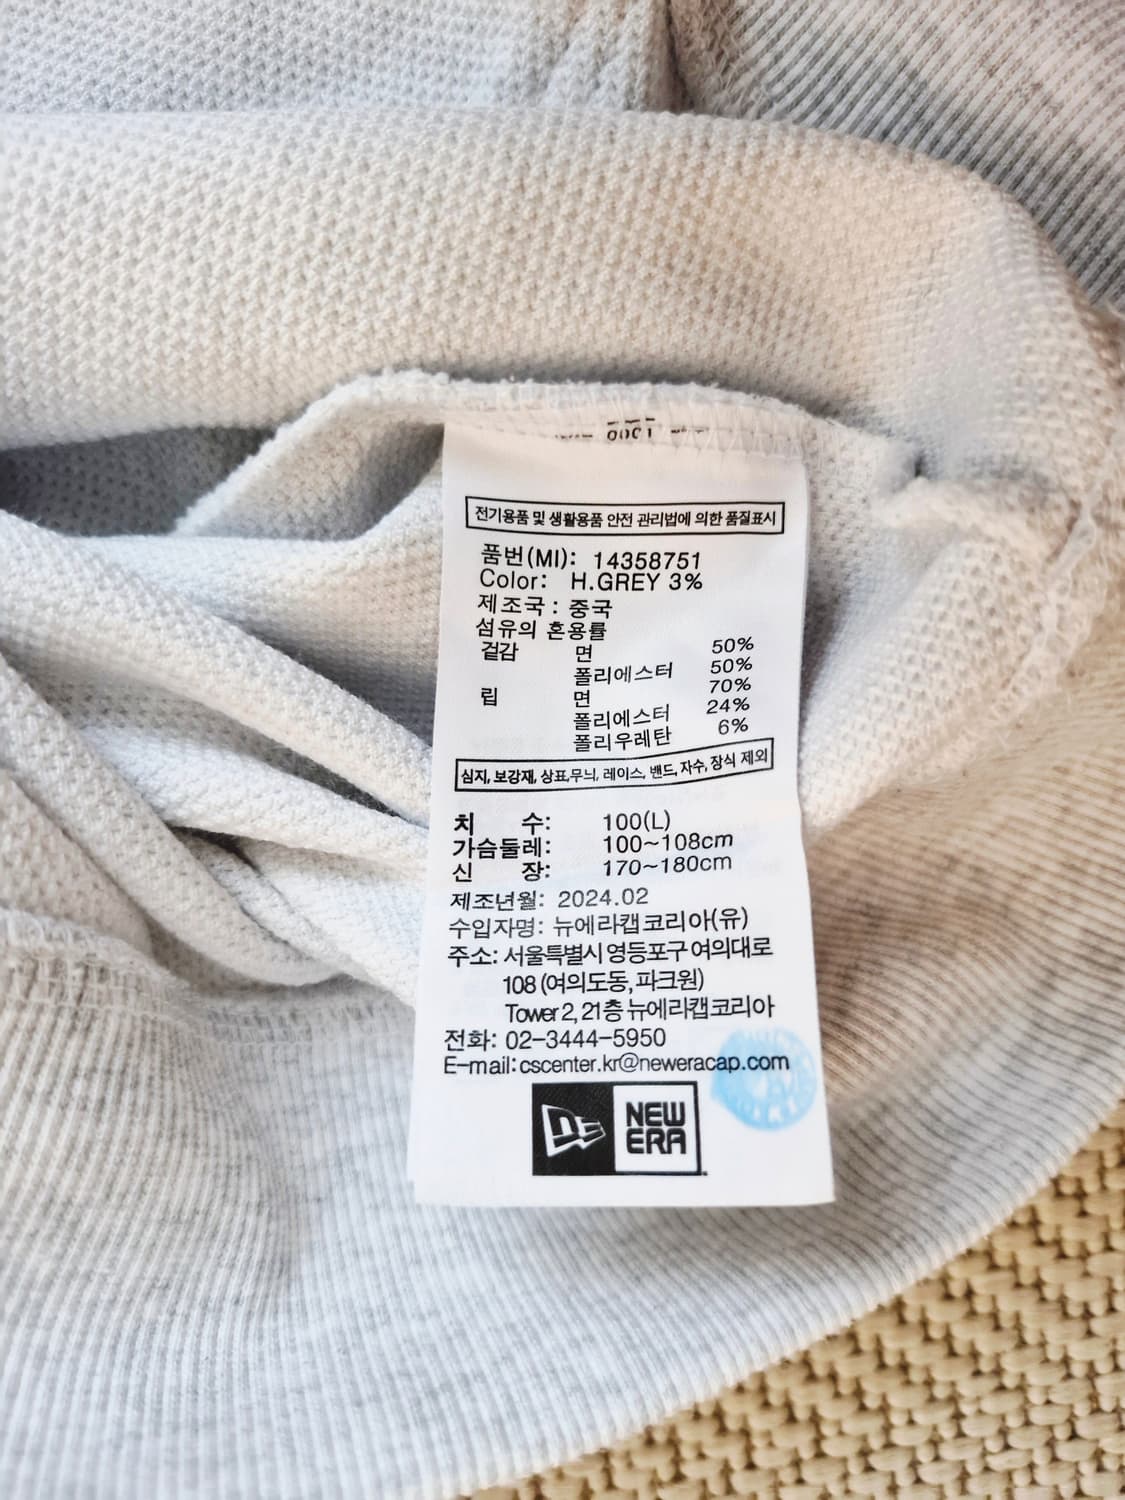 전기용품 및 생활용품 안전 관리법에 의한 품질표시
품번(MI): 14358751
Color: H.GREY 3%
제조국 : 중국
섬유의 혼용률
겉감 면 50%
폴리에스터 50%
립 면 70%
폴리에스터 24%
폴리우레탄 6%
심지, 보강재, 상표,무늬, 레이스, 밴드, 자수, 장식 제외
치 수: 100(L)
가슴둘레: 100~108cm
신 장: 170~180cm
제조년월: 2024.02
수입자명: 뉴에라캡코리아(유)
주소: 서울특별시 영등포구 여의대로
108 (여의도동, 파크원)
Tower 2, 21층 뉴에라캡코리아
전화: 02-3444-5950
E-mail: cscenter.kr@neweracap.com
NEW
ERA